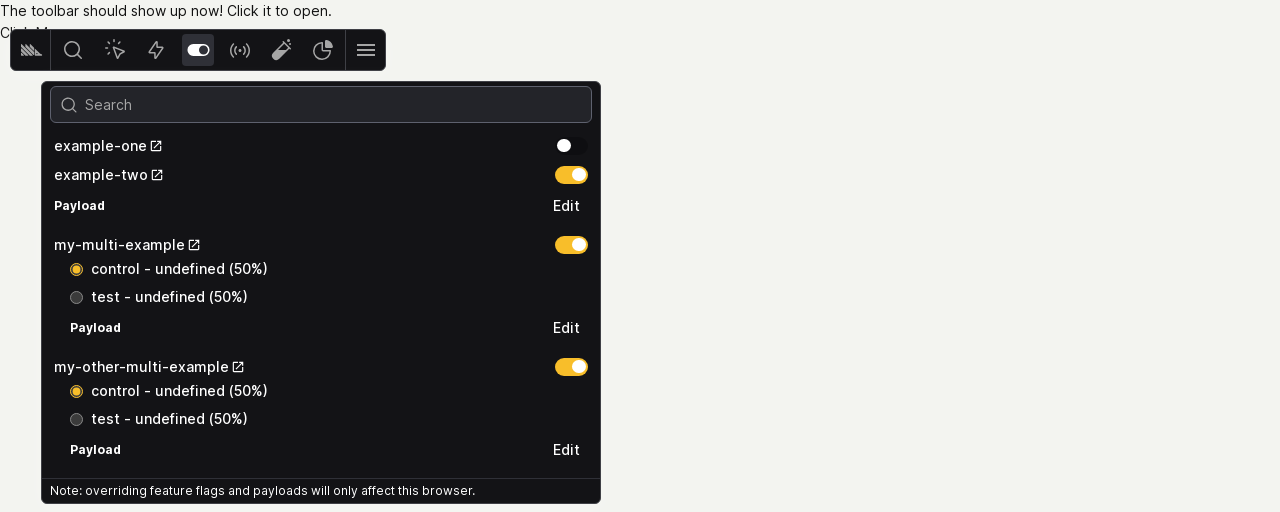 The toolbar should show up now! Click it to open.
Search
example-one
example-two
Payload Edit
my-multi-example
control - undefined (50%)
test - undefined (50%)
Payload Edit
my-other-multi-example
control - undefined (50%)
test - undefined (50%)
Payload Edit
Note: overriding feature flags and payloads will only affect this browser.